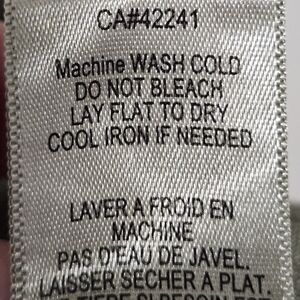 CA#42241
Machine WASH COLD
DO NOT BLEACH
LAY FLAT TO DRY
COOL IRON IF NEEDED
LAVER A FROID EN
MACHINE
PAS D'EAU DE JAVEL.
LAISSER SECHER A PLAT.